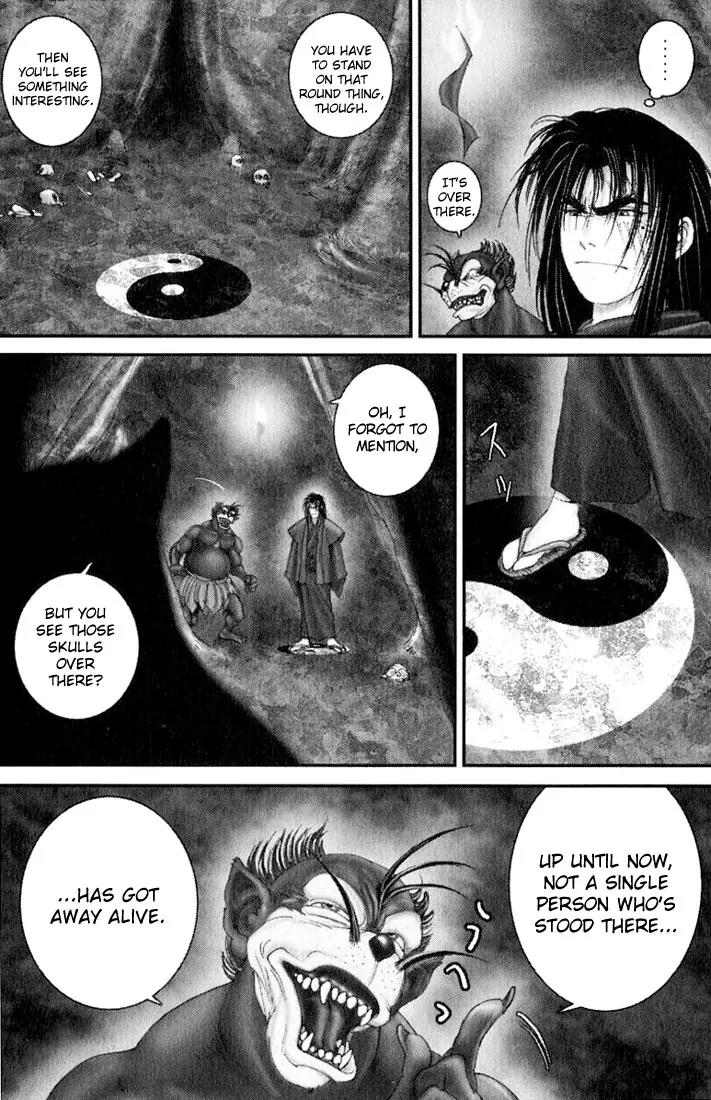 . . . . .
IT'S
OVER
THERE.
YOU HAVE
TO STAND
ON THAT
ROUND THING,
THOUGH.
THEN
YOU'LL SEE
SOMETHING
INTERESTING.
ス
ッ
OH, I
FORGOT TO
MENTION,
BUT YOU
SEE THOSE
SKULLS
OVER
THERE?
UP UNTIL NOW,
NOT A SINGLE
PERSON WHO'S
STOOD THERE...
...HAS GOT
AWAY ALIVE.